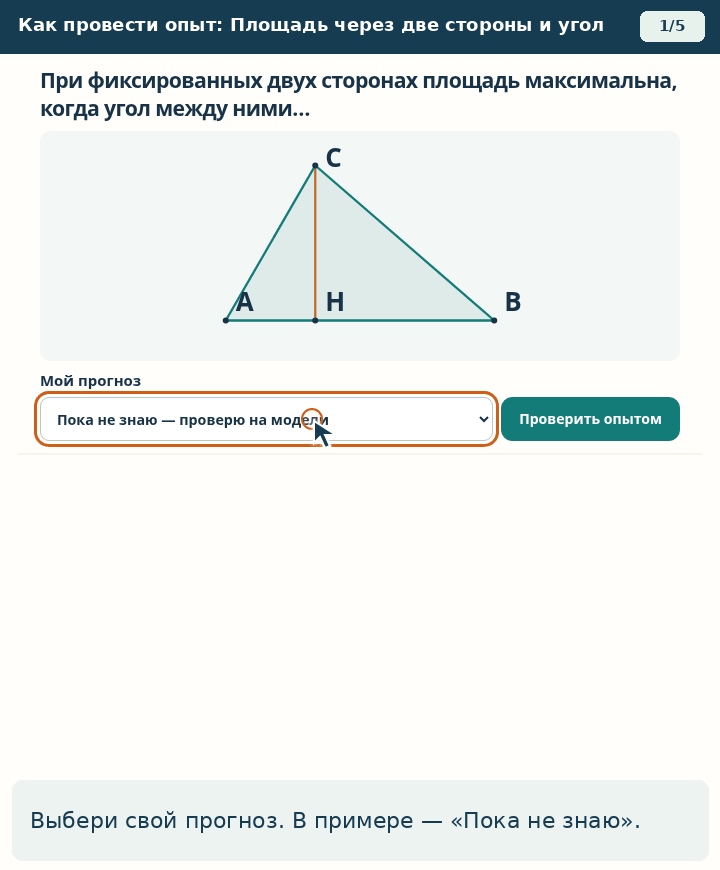 Как провести опыт: Площадь через две стороны и угол
1/5
При фиксированных двух сторонах площадь максимальна,
когда угол между ними…
C
A
H
B
Мой прогноз
Пока не знаю — проверю на модели
Проверить опытом
Выбери свой прогноз. В примере — «Пока не знаю».